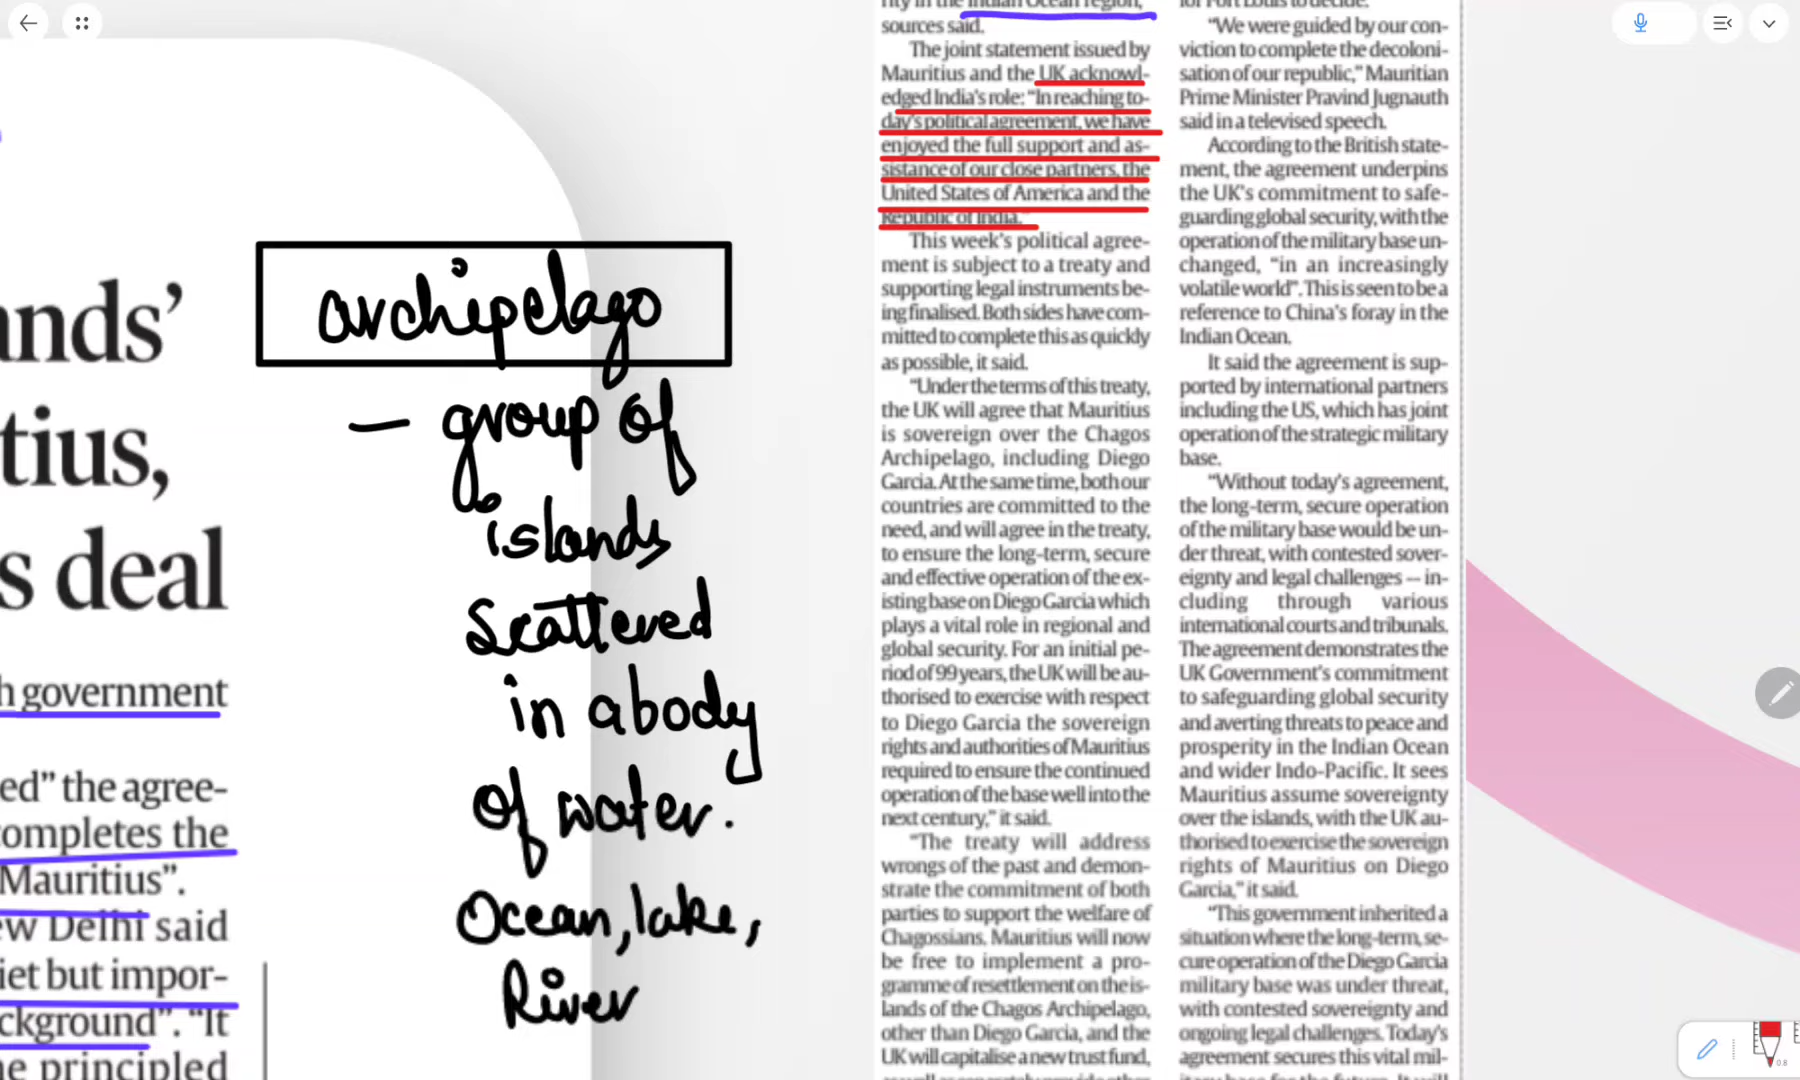 ands’
tius,
s deal
h government
ed” the agree-
completes the
Mauritius”.
ew Delhi said
iet but impor-
ckground”. “It
he principled
archipelago
— group of
islands
scattered
in a body
of water.
Ocean, lake,
River
rity in the Indian Ocean region,
sources said.
The joint statement issued by
Mauritius and the UK acknowl-
edged India’s role: “In reaching to-
day’s political agreement, we have
enjoyed the full support and as-
sistance of our close partners, the
United States of America and the
Republic of India.”
This week’s political agree-
ment is subject to a treaty and
supporting legal instruments be-
ing finalised. Both sides have com-
mitted to complete this as quickly
as possible, it said.
“Under the terms of this treaty,
the UK will agree that Mauritius
is sovereign over the Chagos
Archipelago, including Diego
Garcia. At the same time, both our
countries are committed to the
need, and will agree in the treaty,
to ensure the long-term, secure
and effective operation of the ex-
isting base on Diego Garcia which
plays a vital role in regional and
global security. For an initial pe-
riod of 99 years, the UK will be au-
thorised to exercise with respect
to Diego Garcia the sovereign
rights and authorities of Mauritius
required to ensure the continued
operation of the base well into the
next century,” it said.
“The treaty will address
wrongs of the past and demon-
strate the commitment of both
parties to support the welfare of
Chagossians. Mauritius will now
be free to implement a pro-
gramme of resettlement on the is-
lands of the Chagos Archipelago,
other than Diego Garcia, and the
UK will capitalise a new trust fund,
for Port Louis to decide.
“We were guided by our con-
viction to complete the decoloni-
sation of our republic,” Mauritian
Prime Minister Pravind Jugnauth
said in a televised speech.
According to the British state-
ment, the agreement underpins
the UK’s commitment to safe-
guarding global security, with the
operation of the military base un-
changed, “in an increasingly
volatile world”. This is seen to be a
reference to China’s foray in the
Indian Ocean.
It said the agreement is sup-
ported by international partners
including the US, which has joint
operation of the strategic military
base.
“Without today’s agreement,
the long-term, secure operation
of the military base would be un-
der threat, with contested sover-
eignty and legal challenges — in-
cluding through various
international courts and tribunals.
The agreement demonstrates the
UK Government’s commitment
to safeguarding global security
and averting threats to peace and
prosperity in the Indian Ocean
and wider Indo-Pacific. It sees
Mauritius assume sovereignty
over the islands, with the UK au-
thorised to exercise the sovereign
rights of Mauritius on Diego
Garcia,” it said.
“This government inherited a
situation where the long-term, se-
cure operation of the Diego Garcia
military base was under threat,
with contested sovereignty and
ongoing legal challenges. Today’s
agreement secures this vital mil-
0.8